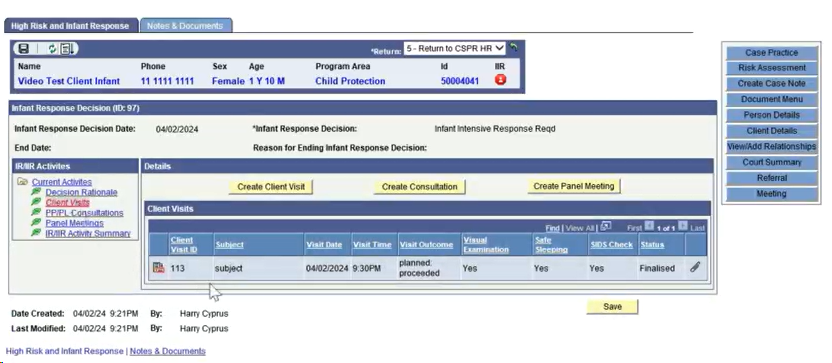 High Risk and Infant Response Notes & Documents
*Return: 5 - Return to CSPR HR
Name Phone Sex Age Program Area Id IIR
Video Test Client Infant 11 1111 1111 Female 1 Y 10 M Child Protection 50004041
Infant Response Decision (ID: 97)
Infant Response Decision Date: 04/02/2024 *Infant Response Decision: Infant Intensive Response Reqd
End Date: Reason for Ending Infant Response Decision:
IR/IIR Activites
Current Activites
Decision Rationale
Client Visits
PP/PL Consultations
Panel Meetings
IR/IIR Activity Summary
Details
Create Client Visit Create Consultation Create Panel Meeting
Client Visits
Find | View All | First 1 of 1 Last
Client Visit ID Subject Visit Date Visit Time Visit Outcome Visual Examination Safe Sleeping SIDS Check Status
113 subject 04/02/2024 9:30PM planned: proceeded Yes Yes Yes Finalised
Save
Date Created: 04/02/24 9:21PM By: Harry Cyprus
Last Modified: 04/02/24 9:21PM By: Harry Cyprus
High Risk and Infant Response | Notes & Documents
Case Practice
Risk Assessment
Create Case Note
Document Menu
Person Details
Client Details
View/Add Relationships
Court Summary
Referral
Meeting